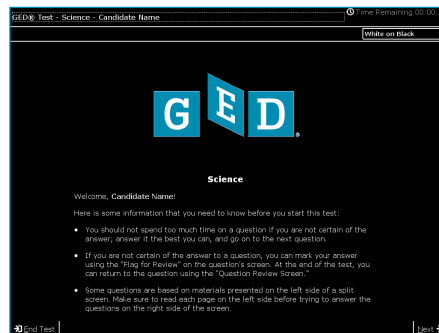 GED® Test - Science - Candidate Name
Time Remaining 00:00:
White on Black
GED
Science
Welcome, Candidate Name!
Here is some information that you need to know before you start this test:
• You should not spend too much time on a question if you are not certain of the
answer; answer it the best you can, and go on to the next question.
• If you are not certain of the answer to a question, you can mark your answer
using the "Flag for Review" on the question's screen. At the end of the test, you
can return to the question using the "Question Review Screen."
• Some questions are based on materials presented on the left side of a split
screen. Make sure to read each page on the left side before trying to answer the
questions on the right side of the screen.
End Test
Next